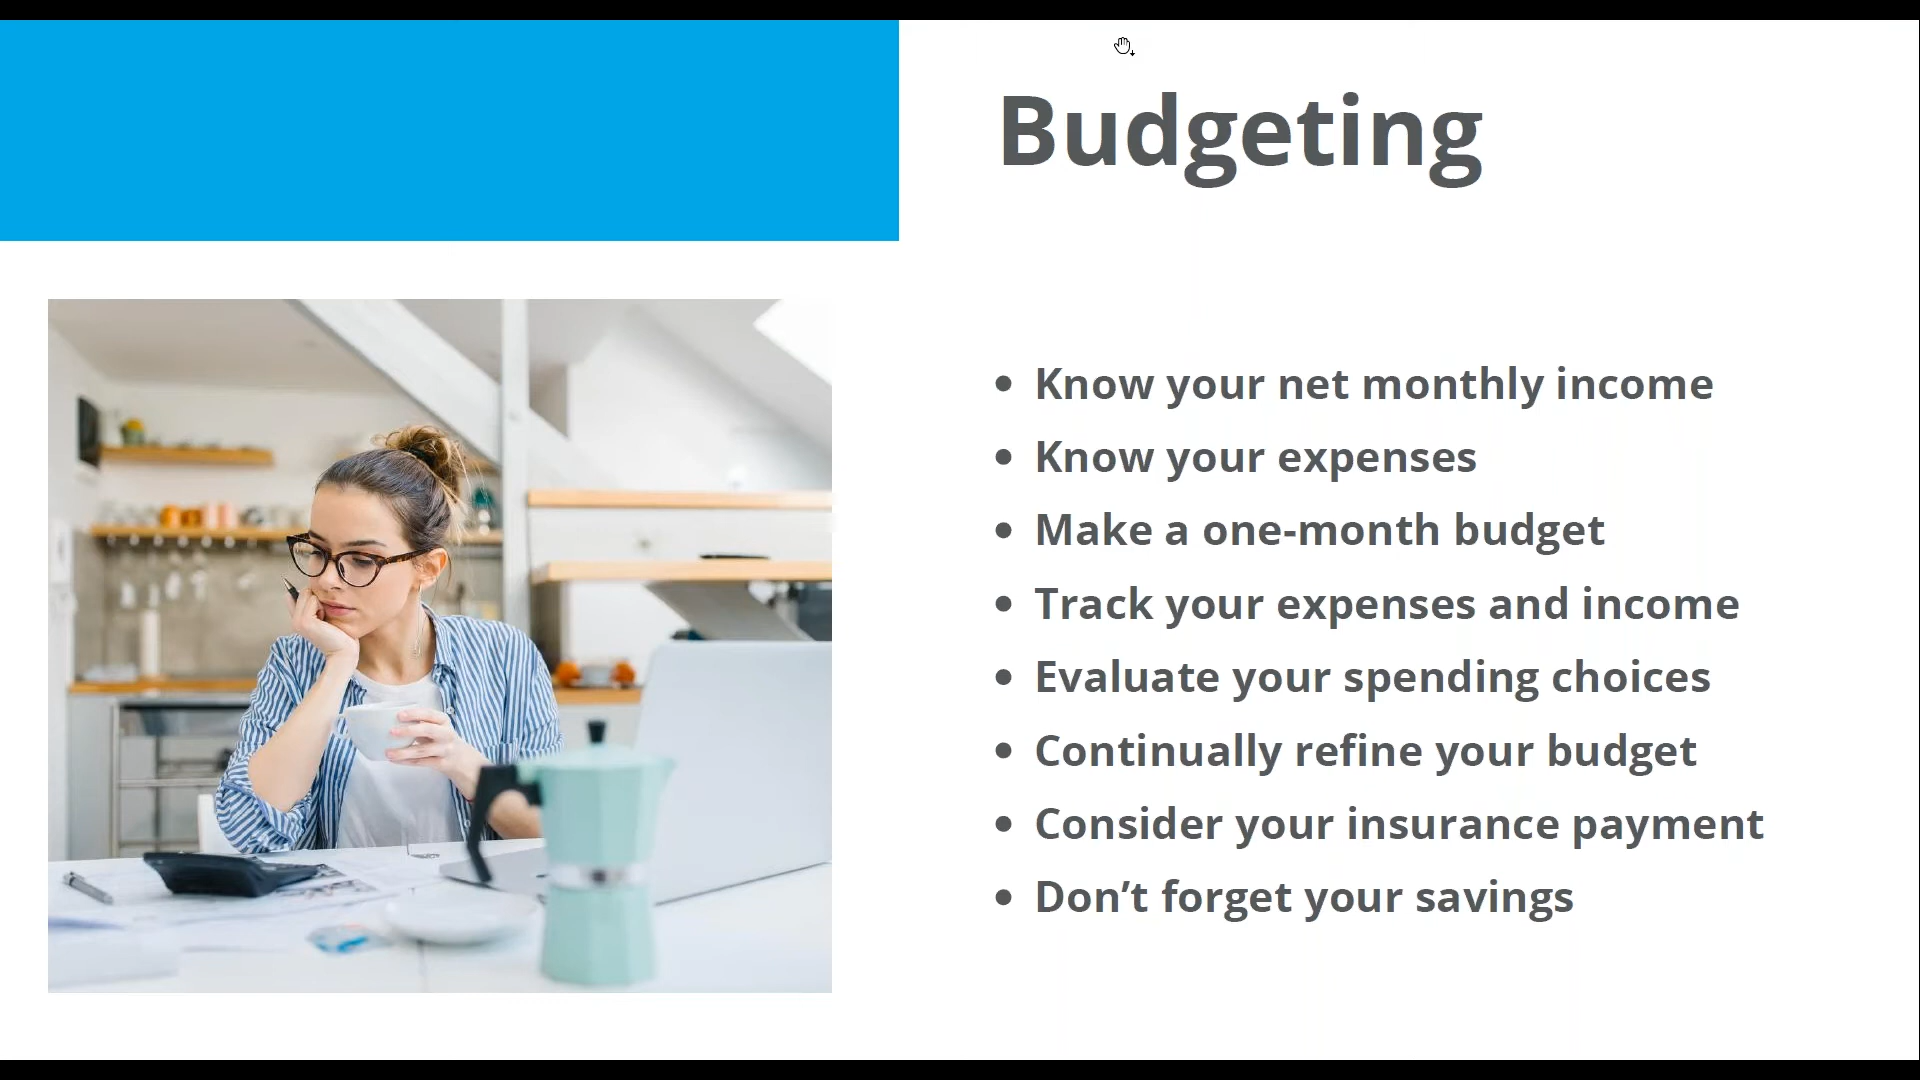 Budgeting
• Know your net monthly income
• Know your expenses
• Make a one-month budget
• Track your expenses and income
• Evaluate your spending choices
• Continually refine your budget
• Consider your insurance payment
• Don’t forget your savings